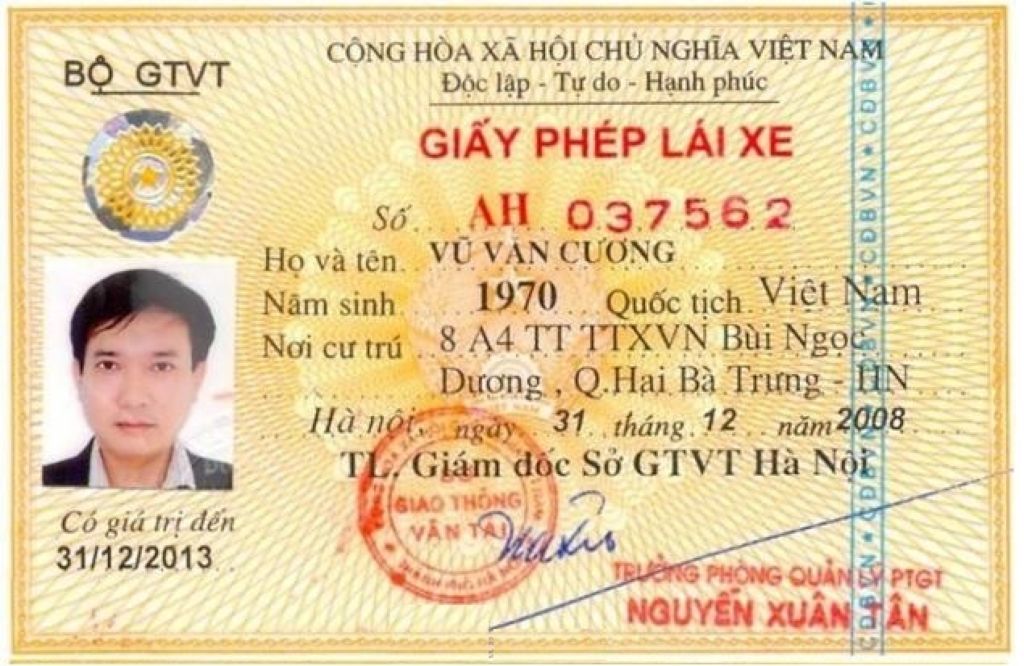 BỘ GTVT
CỘNG HÒA XÃ HỘI CHỦ NGHĨA VIỆT NAM
Độc lập - Tự do - Hạnh phúc
GIẤY PHÉP LÁI XE
Số AH 037562
Họ và tên VŨ VĂN CƯƠNG
Năm sinh 1970 Quốc tịch Việt Nam
Nơi cư trú 8 A4 TT TTXVN Bùi Ngọc
Dương , Q.Hai Bà Trưng - HN
Hà nội, ngày 31 tháng 12 năm 2008
TL. Giám đốc Sở GTVT Hà Nội
SỞ
GIAO THÔNG
VẬN TẢI
Có giá trị đến
31/12/2013
TRƯỞNG PHÒNG QUẢN LÝ PTGT
NGUYỄN XUÂN TÂN
CĐBVN * CĐBVN * CĐBVN * CĐBVN * CĐBVN